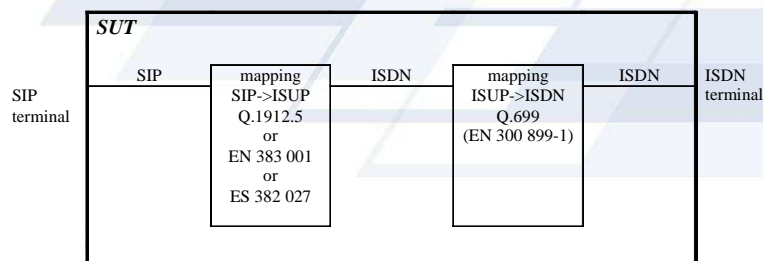 SUT
SIP
ISDN
ISDN
SIP
terminal
mapping
SIP->ISUP
Q.1912.5
or
EN 383 001
or
ES 382 027
mapping
ISUP->ISDN
Q.699
(EN 300 899-1)
ISDN
terminal